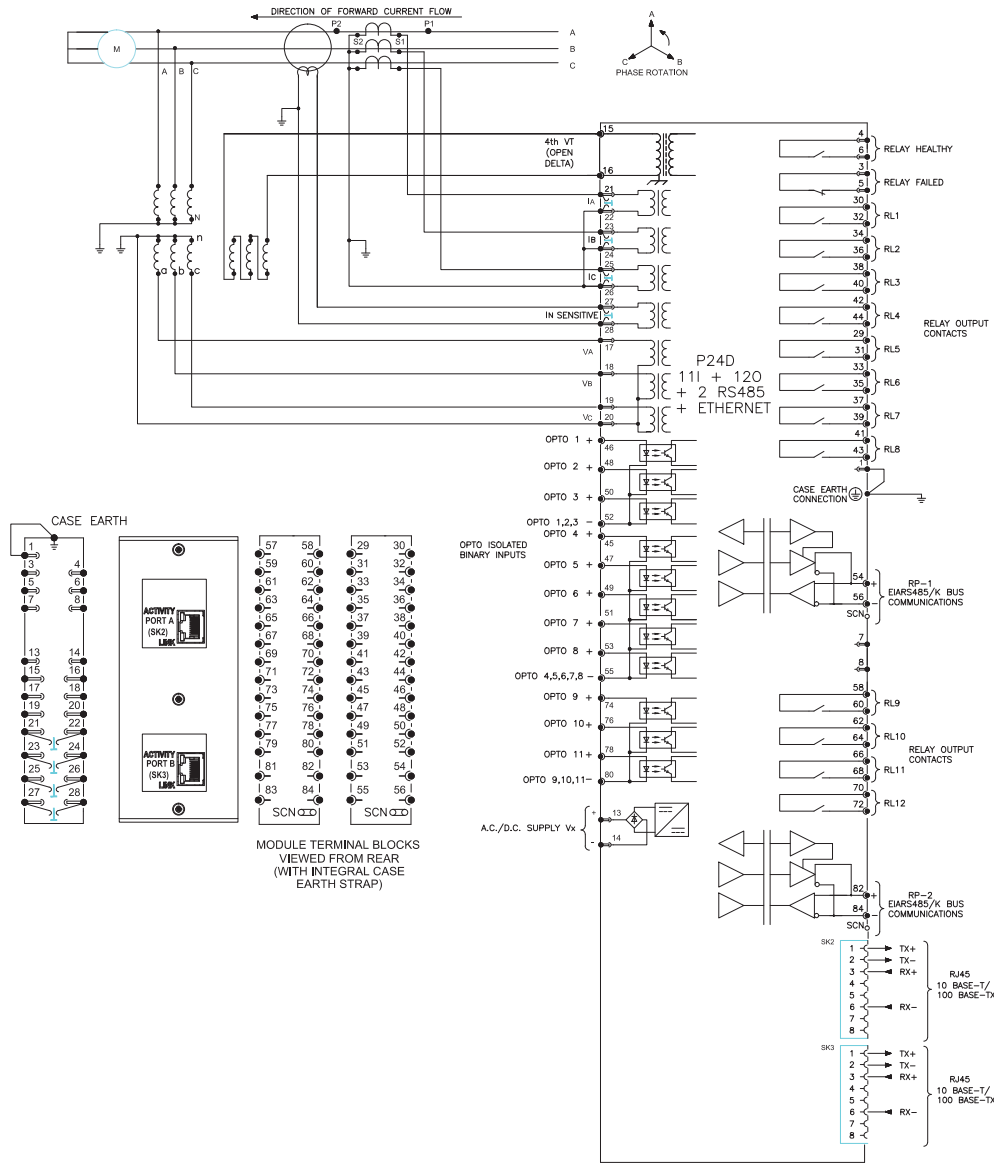 DIRECTION OF FORWARD CURRENT FLOW
P2
P1
S2
S1
A
B
C
M
A B C
A
C
B
PHASE ROTATION
N
n
a b c
4th VT
(OPEN
DELTA)
15
16
IA
21
22
IB
23
24
IC
25
26
IN SENSITIVE
27
28
VA
17
VB
18
VC
19
20
P24D
11I + 12O
+ 2 RS485
+ ETHERNET
OPTO 1 +
46
OPTO 2 +
48
OPTO 3 +
50
OPTO 1,2,3 -
52
OPTO 4 +
45
OPTO 5 +
47
OPTO 6 +
49
OPTO 7 +
51
OPTO 8 +
53
OPTO 4,5,6,7,8 -
55
OPTO 9 +
74
OPTO 10+
76
OPTO 11+
78
OPTO 9,10,11-
80
OPTO ISOLATED
BINARY INPUTS
A.C./D.C. SUPPLY Vx
+ 13
- 14
4
6
RELAY HEALTHY
3
5
RELAY FAILED
30
32
RL1
34
36
RL2
38
40
RL3
42
44
RL4
29
31
RL5
33
35
RL6
37
39
RL7
41
43
RL8
RELAY OUTPUT
CONTACTS
1
CASE EARTH
CONNECTION
54 +
56 -
SCN
RP-1
EIARS485/K BUS
COMMUNICATIONS
7
8
58
60
RL9
62
64
RL10
66
68
RL11
70
72
RL12
RELAY OUTPUT
CONTACTS
82 +
84 -
SCN
RP-2
EIARS485/K BUS
COMMUNICATIONS
SK2
1 TX+
2 TX-
3 RX+
4
5
6 RX-
7
8
RJ45
10 BASE-T/
100 BASE-TX
SK3
1 TX+
2 TX-
3 RX+
4
5
6 RX-
7
8
RJ45
10 BASE-T/
100 BASE-TX
CASE EARTH
1
3 4
5 6
7 8
13 14
15 16
17 18
19 20
21 22
23 24
25 26
27 28
ACTIVITY
PORT A
(SK2)
LINK
ACTIVITY
PORT B
(SK3)
LINK
57 58
59 60
61 62
63 64
65 66
67 68
69 70
71 72
73 74
75 76
77 78
79 80
81 82
83 84
SCN
29 30
31 32
33 34
35 36
37 38
39 40
41 42
43 44
45 46
47 48
49 50
51 52
53 54
55 56
SCN
MODULE TERMINAL BLOCKS
VIEWED FROM REAR
(WITH INTEGRAL CASE
EARTH STRAP)